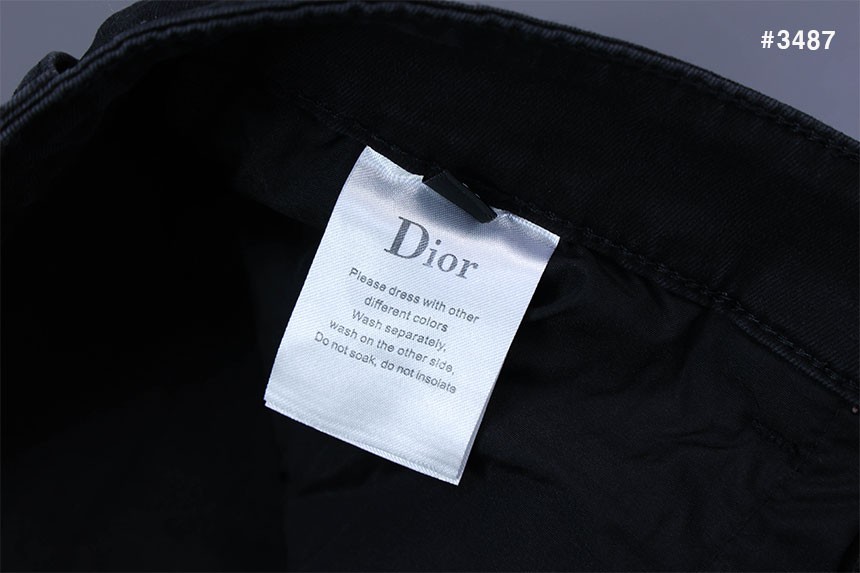 #3487
Dior
Please dress with other
different colors
Wash separately,
wash on the other side,
Do not soak, do not insolate